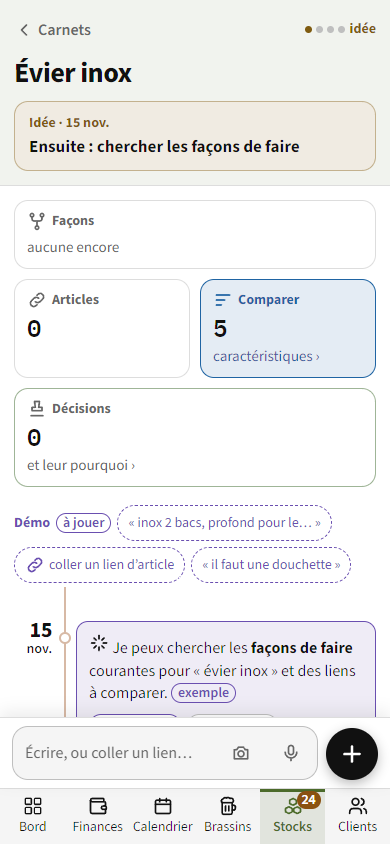 Carnets
idée
Évier inox
Idée · 15 nov.
Ensuite : chercher les façons de faire
Façons
aucune encore
Articles
0
Comparer
5
caractéristiques ›
Décisions
0
et leur pourquoi ›
Démo à jouer « inox 2 bacs, profond pour le… »
coller un lien d’article « il faut une douchette »
15
nov.
Je peux chercher les façons de faire
courantes pour « évier inox » et des liens
à comparer. exemple
Écrire, ou coller un lien…
24
Bord Finances Calendrier Brassins Stocks Clients